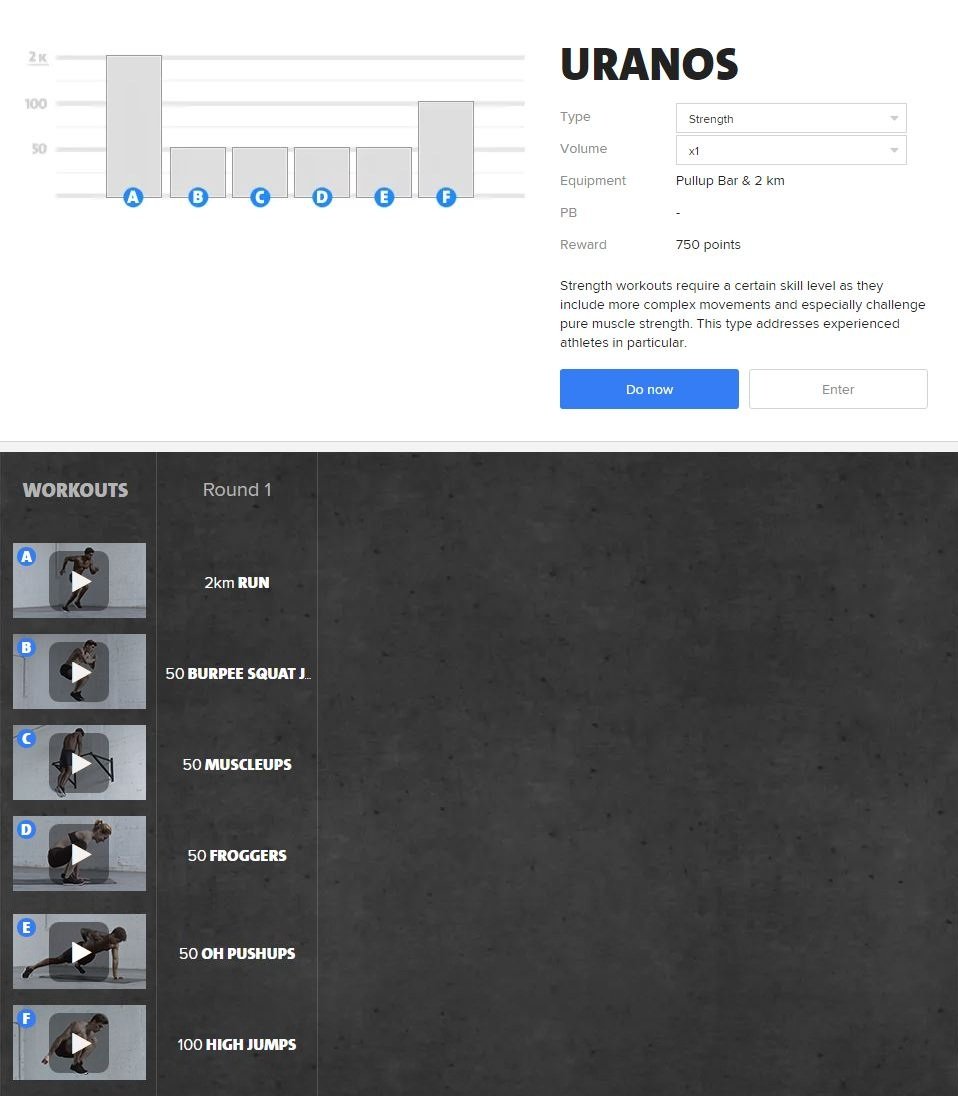 2 K
100
50
A B C D E F
URANOS
Type Strength
Volume x1
Equipment Pullup Bar & 2 km
PB -
Reward 750 points
Strength workouts require a certain skill level as they
include more complex movements and especially challenge
pure muscle strength. This type addresses experienced
athletes in particular.
Do now Enter
WORKOUTS Round 1
A 2km RUN
B 50 BURPEE SQUAT J...
C 50 MUSCLEUPS
D 50 FROGGERS
E 50 OH PUSHUPS
F 100 HIGH JUMPS